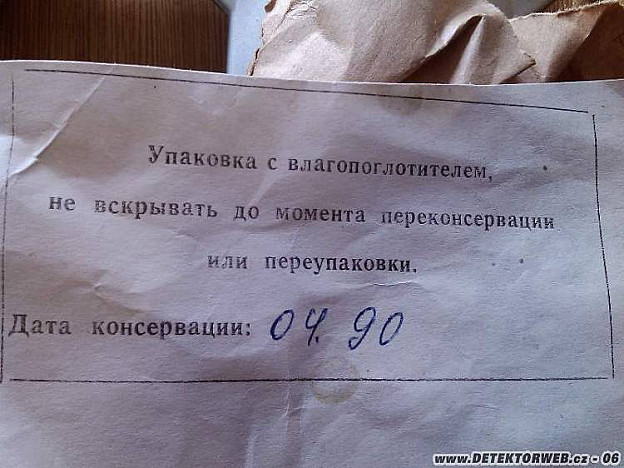 Упаковка с влагопоглотителем,
не вскрывать до момента переконсервации
или переупаковки.
Дата консервации: 04. 90
www.DETEKTORWEB.cz - 06